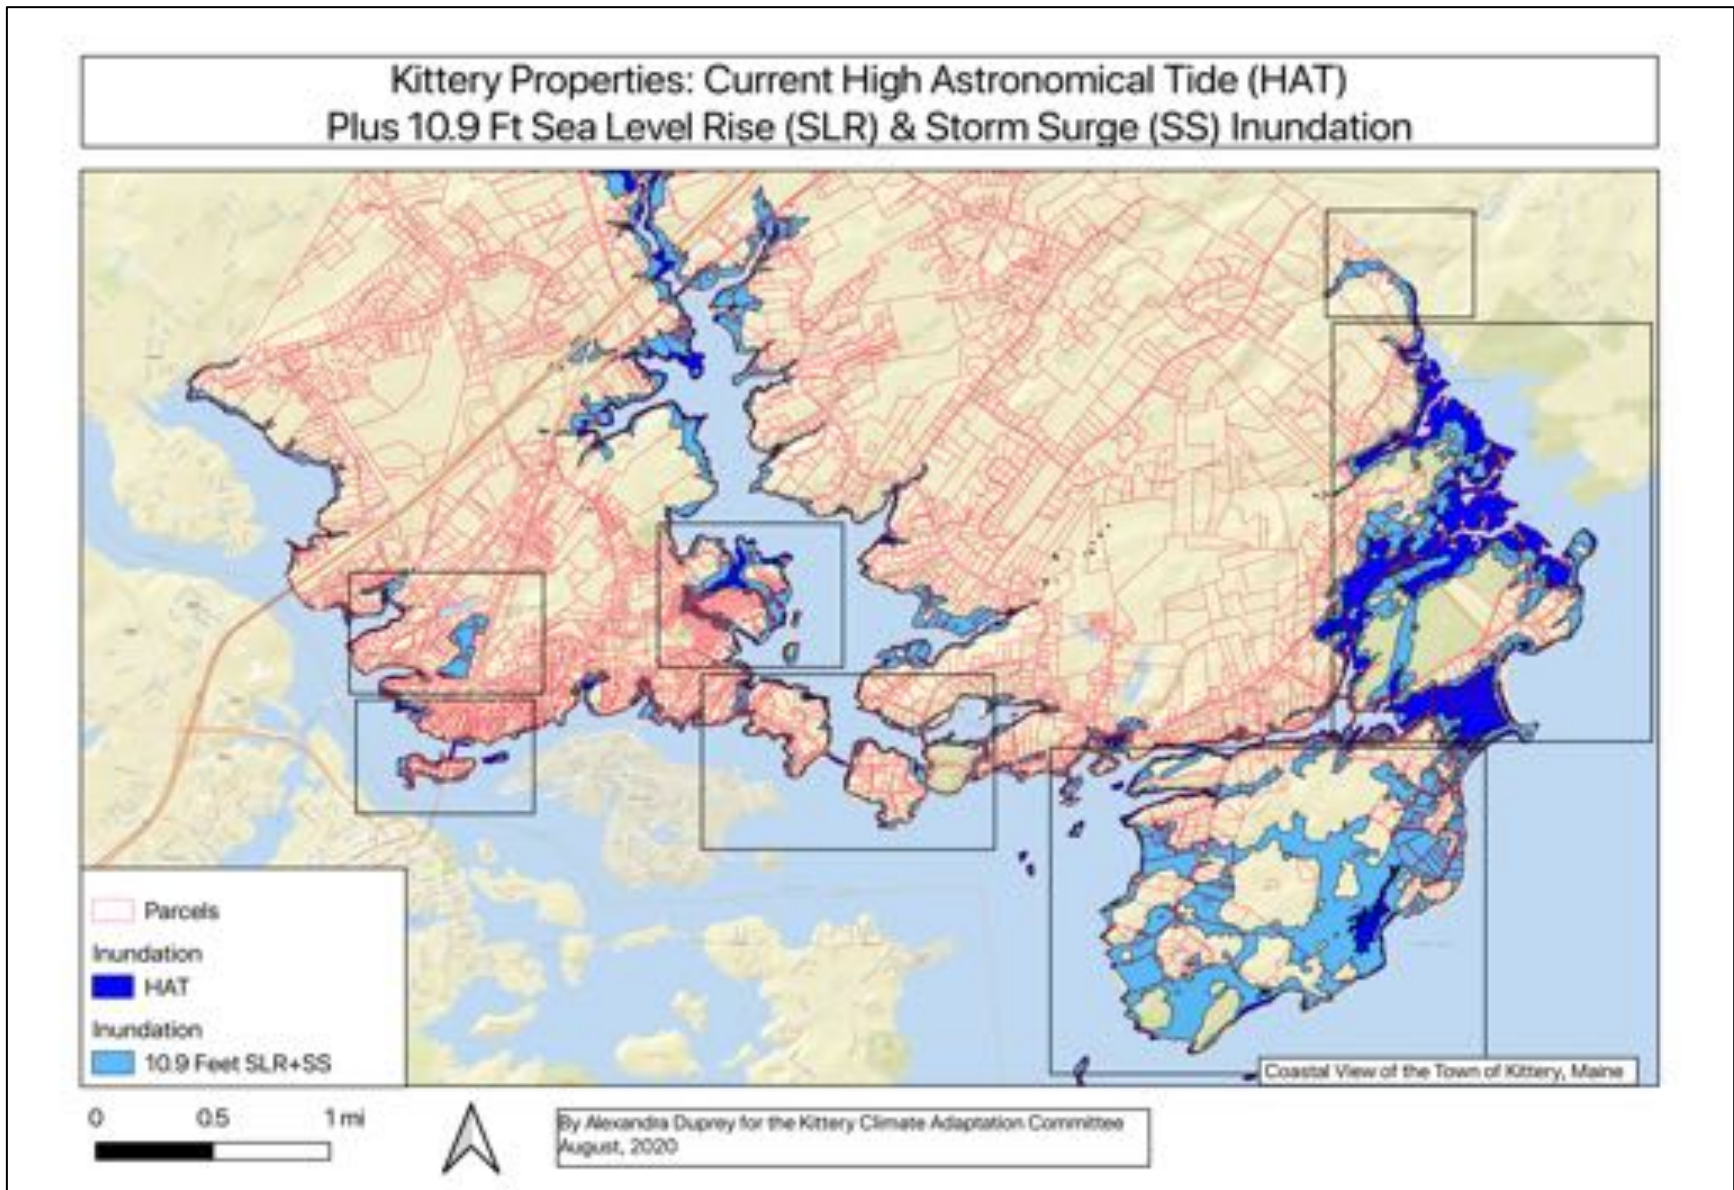 Kittery Properties: Current High Astronomical Tide (HAT)
Plus 10.9 Ft Sea Level Rise (SLR) & Storm Surge (SS) Inundation
Parcels
Inundation
HAT
Inundation
10.9 Feet SLR+SS
Coastal View of the Town of Kittery, Maine
0 0.5 1 mi
By Alexandra Duprey for the Kittery Climate Adaptation Committee
August, 2020